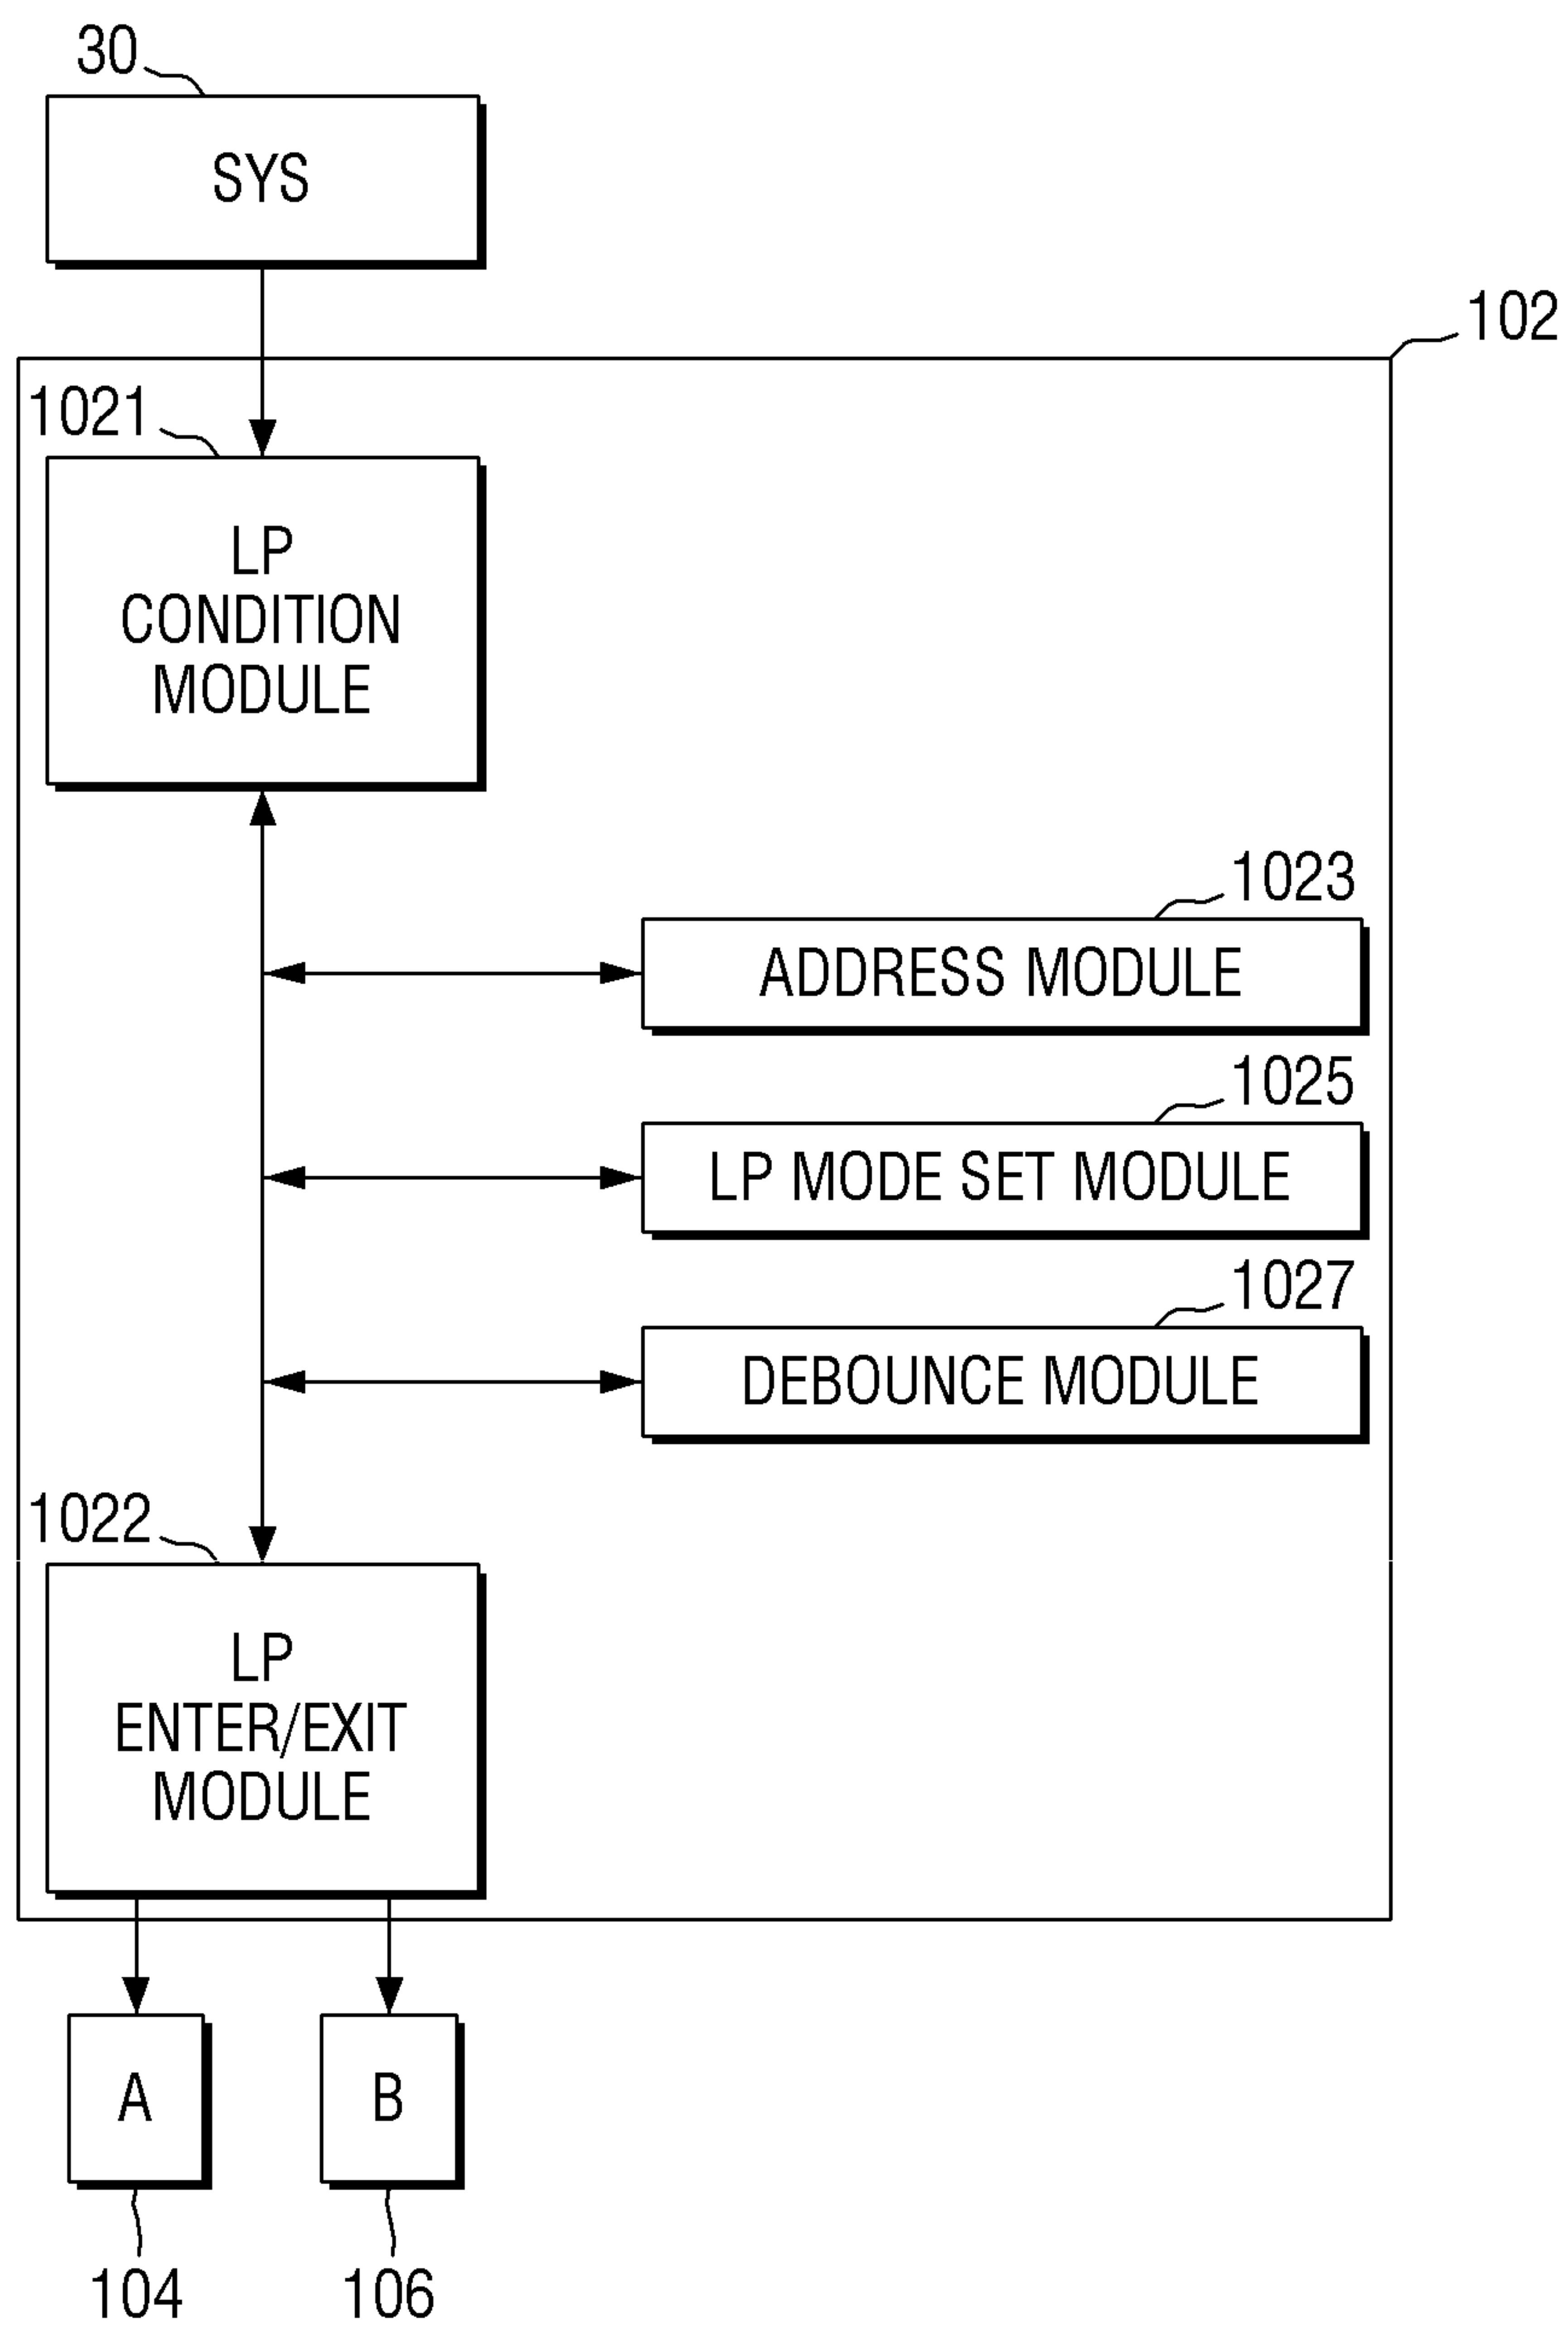 30
SYS
102
1021
LP
CONDITION
MODULE
1023
ADDRESS MODULE
1025
LP MODE SET MODULE
1027
DEBOUNCE MODULE
1022
LP
ENTER/EXIT
MODULE
A
B
104
106